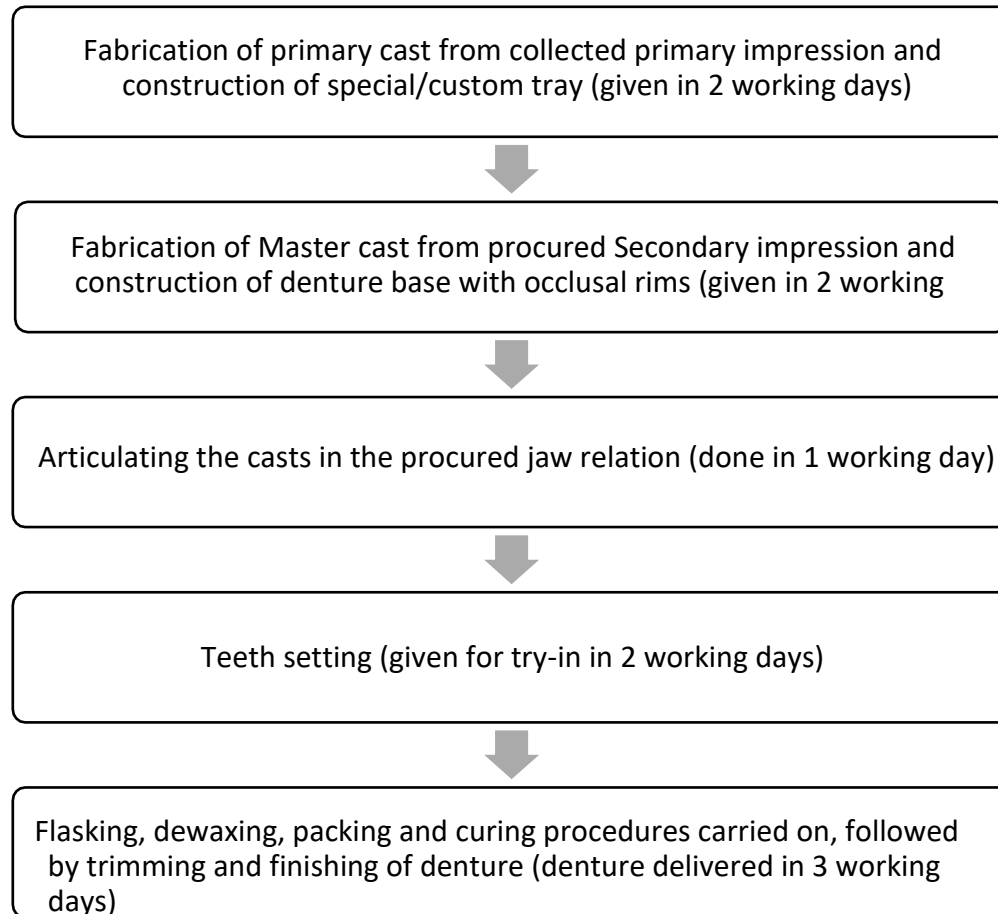 Fabrication of primary cast from collected primary impression and
construction of special/custom tray (given in 2 working days)
Fabrication of Master cast from procured Secondary impression and
construction of denture base with occlusal rims (given in 2 working
Articulating the casts in the procured jaw relation (done in 1 working day)
Teeth setting (given for try-in in 2 working days)
Flasking, dewaxing, packing and curing procedures carried on, followed
by trimming and finishing of denture (denture delivered in 3 working
days)